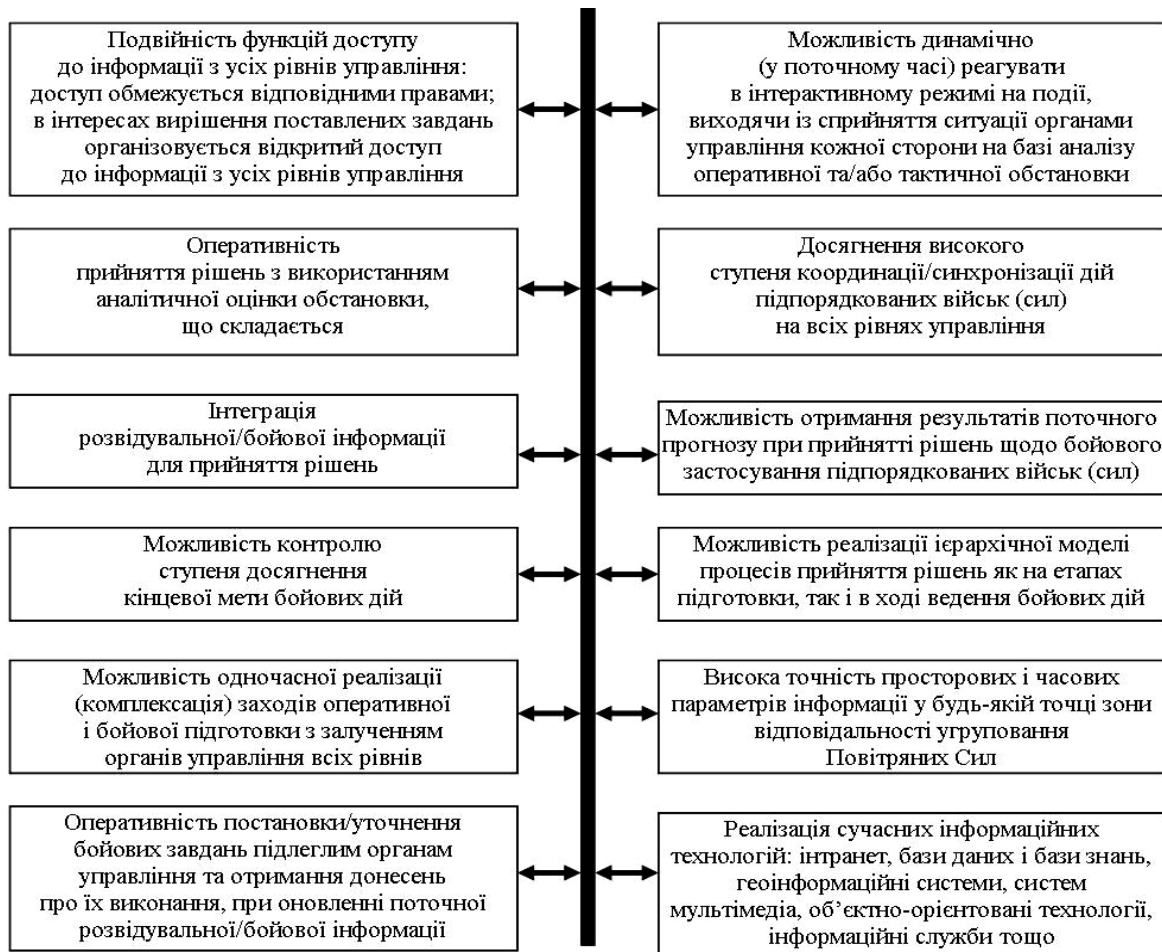 Подвійність функцій доступу
до інформації з усіх рівнів управління:
доступ обмежується відповідними правами;
в інтересах вирішення поставлених завдань
організовується відкритий доступ
до інформації з усіх рівнів управління
Можливість динамічно
(у поточному часі) реагувати
в інтерактивному режимі на події,
виходячи із сприйняття ситуації органами
управління кожної сторони на базі аналізу
оперативної та/або тактичної обстановки
Оперативність
прийняття рішень з використанням
аналітичної оцінки обстановки,
що складається
Досягнення високого
ступеня координації/синхронізації дій
підпорядкованих військ (сил)
на всіх рівнях управління
Інтеграція
розвідувальної/бойової інформації
для прийняття рішень
Можливість отримання результатів поточного
прогнозу при прийнятті рішень щодо бойового
застосування підпорядкованих військ (сил)
Можливість контролю
ступеня досягнення
кінцевої мети бойових дій
Можливість реалізації ієрархічної моделі
процесів прийняття рішень як на етапах
підготовки, так і в ході ведення бойових дій
Можливість одночасної реалізації
(комплексація) заходів оперативної
і бойової підготовки з залученням
органів управління всіх рівнів
Висока точність просторових і часових
параметрів інформації у будь-якій точці зони
відповідальності угруповання
Повітряних Сил
Оперативність постановки/уточнення
бойових завдань підлеглим органам
управління та отримання донесень
про їх виконання, при оновленні поточної
розвідувальної/бойової інформації
Реалізація сучасних інформаційних
технологій: інтранет, бази даних і бази знань,
геоінформаційні системи, систем
мультімедіа, об’єктно-орієнтовані технології,
інформаційні служби тощо